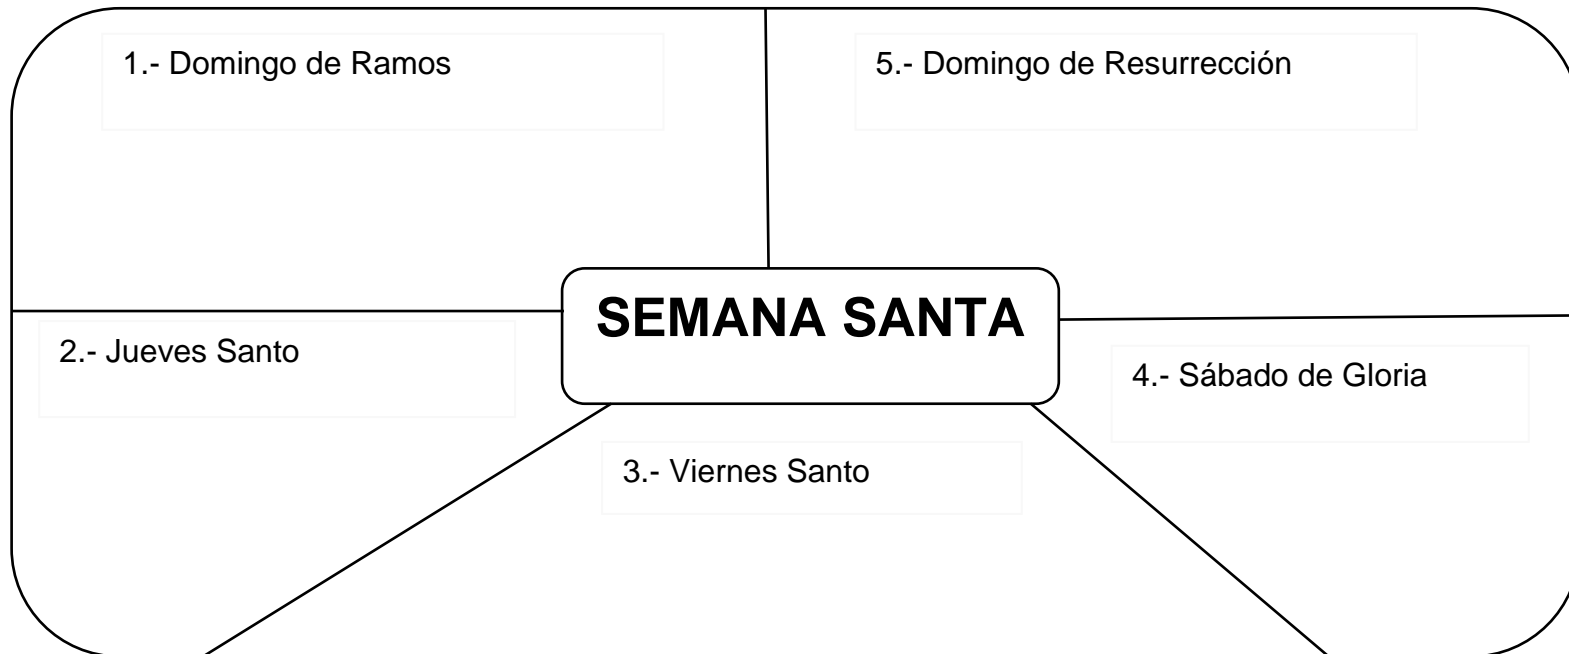 1.- Domingo de Ramos
5.- Domingo de Resurrección
SEMANA SANTA
2.- Jueves Santo
4.- Sábado de Gloria
3.- Viernes Santo